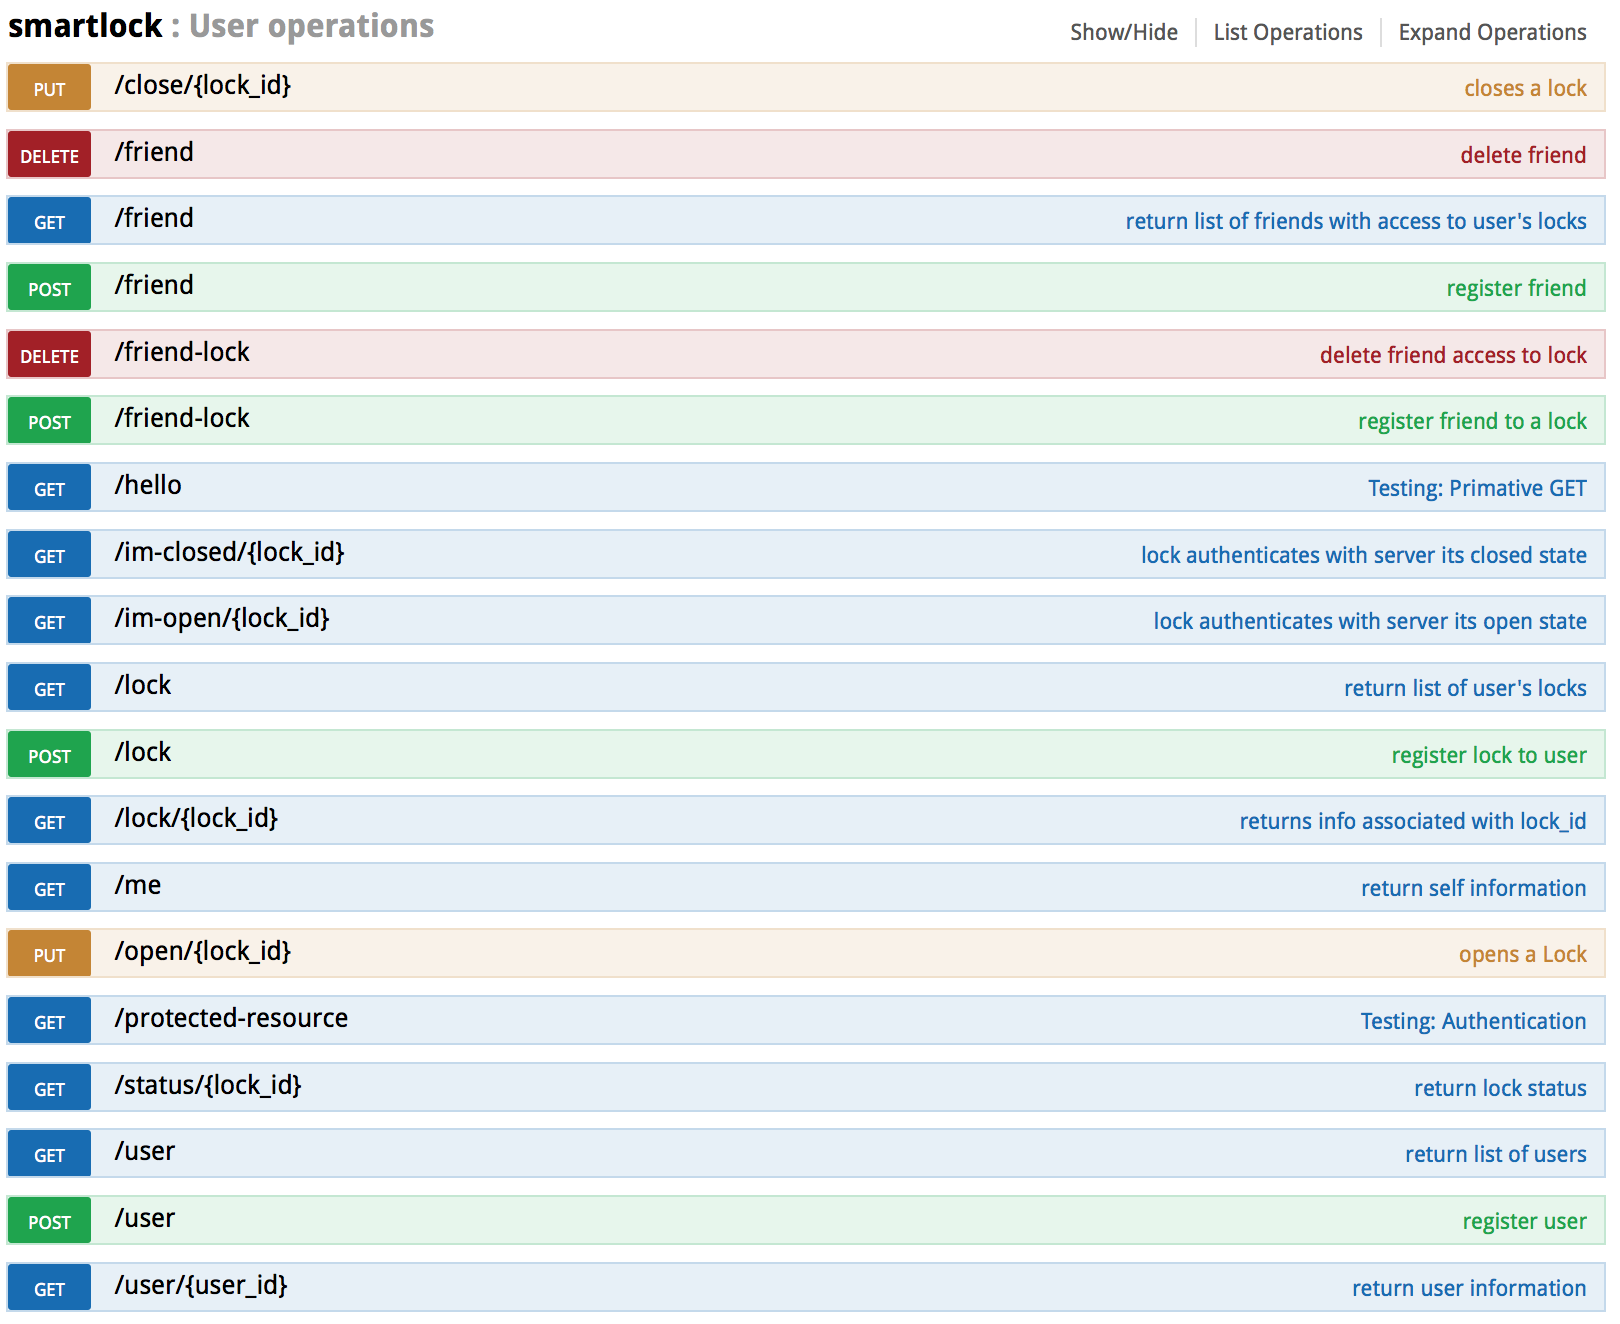 smartlock : User operations Show/Hide List Operations Expand Operations
PUT /close/{lock_id} closes a lock
DELETE /friend delete friend
GET /friend return list of friends with access to user's locks
POST /friend register friend
DELETE /friend-lock delete friend access to lock
POST /friend-lock register friend to a lock
GET /hello Testing: Primative GET
GET /im-closed/{lock_id} lock authenticates with server its closed state
GET /im-open/{lock_id} lock authenticates with server its open state
GET /lock return list of user's locks
POST /lock register lock to user
GET /lock/{lock_id} returns info associated with lock_id
GET /me return self information
PUT /open/{lock_id} opens a Lock
GET /protected-resource Testing: Authentication
GET /status/{lock_id} return lock status
GET /user return list of users
POST /user register user
GET /user/{user_id} return user information